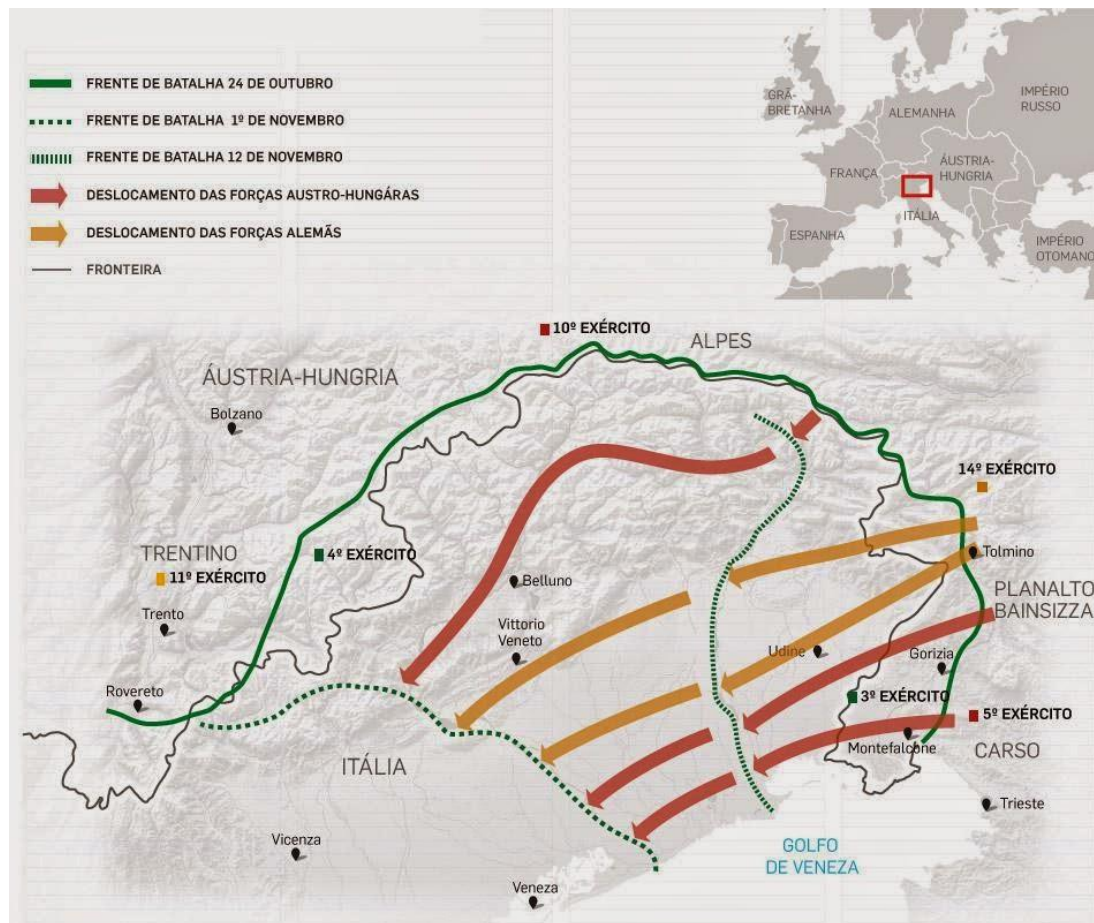 FRENTE DE BATALHA 24 DE OUTUBRO
FRENTE DE BATALHA 1º DE NOVEMBRO
FRENTE DE BATALHA 12 DE NOVEMBRO
DESLOCAMENTO DAS FORÇAS AUSTRO-HUNGÁRAS
DESLOCAMENTO DAS FORÇAS ALEMÃS
FRONTEIRA
GRÃ-
BRETANHA
ALEMANHA
IMPÉRIO
RUSSO
FRANÇA
ÁUSTRIA-
HUNGRIA
ITÁLIA
ESPANHA
IMPÉRIO
OTOMANO
10º EXÉRCITO
ALPES
ÁUSTRIA-HUNGRIA
Bolzano
14º EXÉRCITO
TRENTINO
4º EXÉRCITO
11º EXÉRCITO
Tolmino
Belluno
PLANALTO
BAINSIZZA
Trento
Vittorio
Veneto
Udine
Gorizia
Rovereto
3º EXÉRCITO
5º EXÉRCITO
Montefalcone
CARSO
ITÁLIA
Trieste
Vicenza
GOLFO
DE VENEZA
Veneza